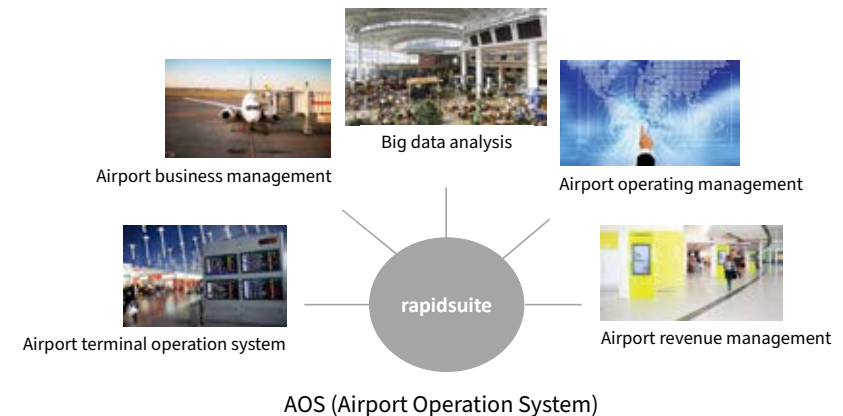 Big data analysis
Airport business management
Airport operating management
rapidsuite
Airport terminal operation system
Airport revenue management
AOS (Airport Operation System)